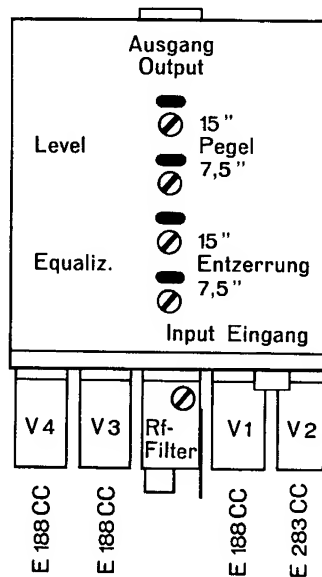 Ausgang
Output
15"
Level
Pegel
7,5"
15"
Equaliz.
Entzerrung
7,5"
Input Eingang
V4
V3
Rf-
Filter
V1
V2
E 188 CC
E 188 CC
E 188 CC
E 283 CC